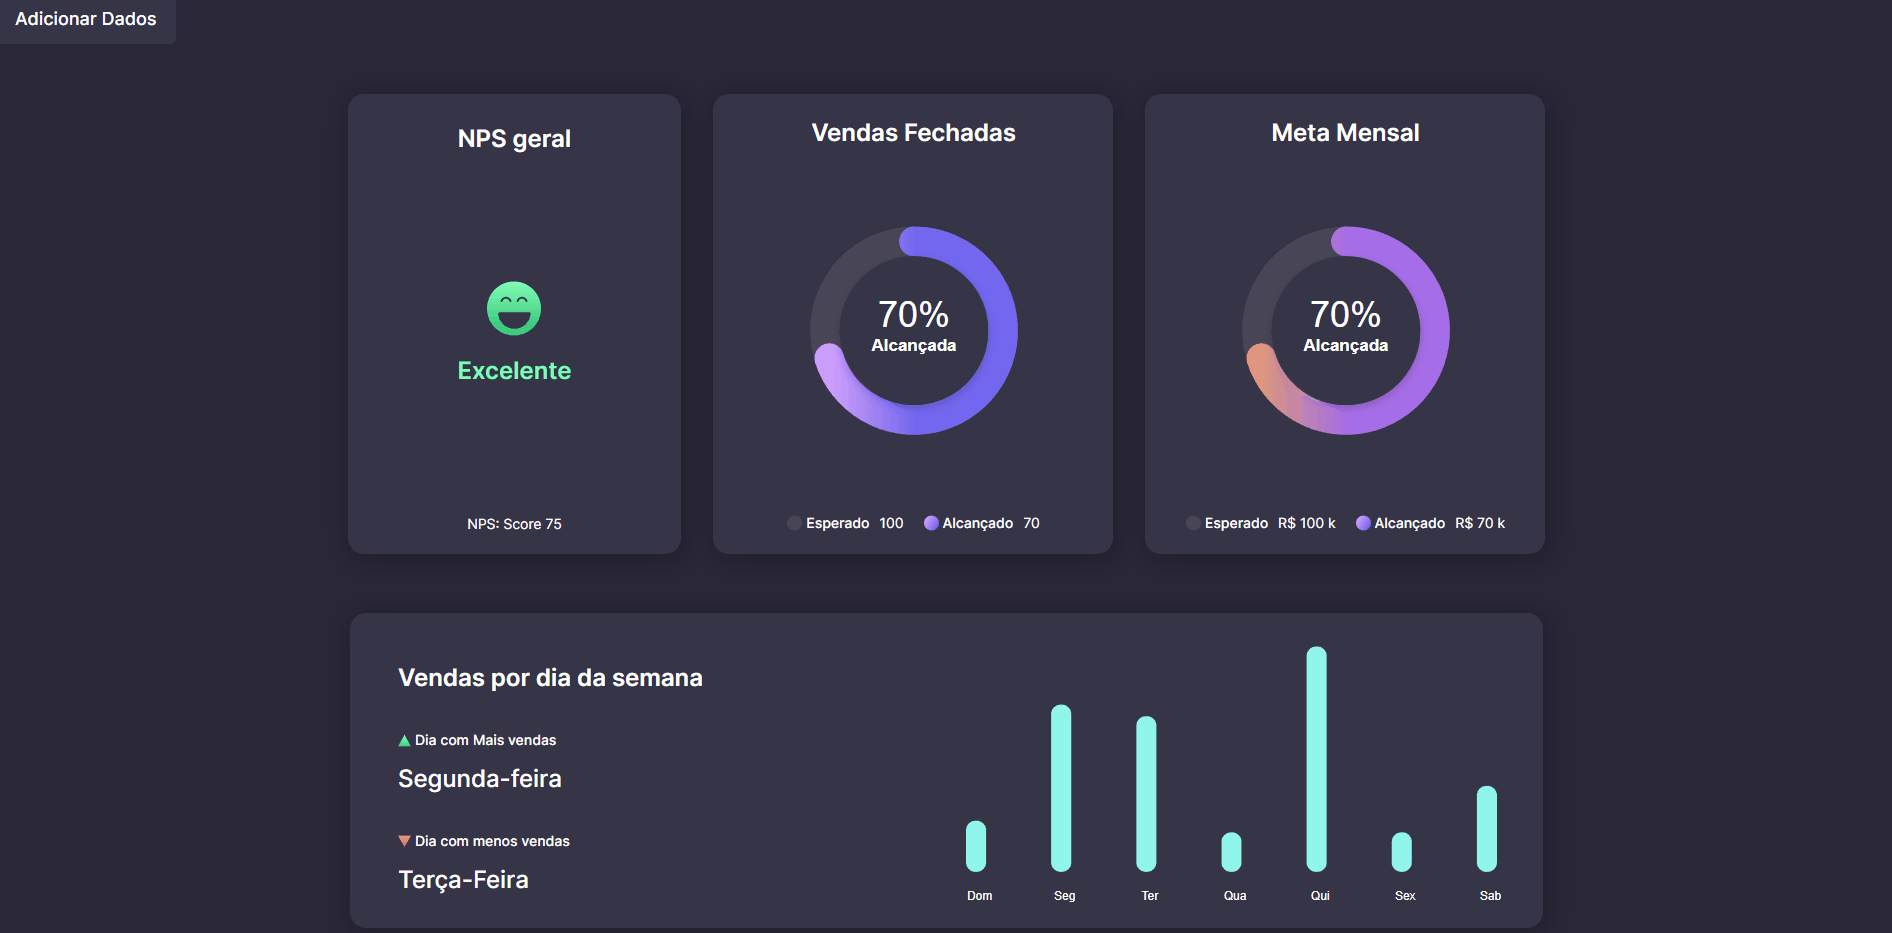 Adicionar Dados
NPS geral
Excelente
NPS: Score 75
Vendas Fechadas
70%
Alcançada
Esperado 100 Alcançado 70
Meta Mensal
70%
Alcançada
Esperado R$ 100 k Alcançado R$ 70 k
Vendas por dia da semana
Dia com Mais vendas
Segunda-feira
Dia com menos vendas
Terça-Feira
Dom Seg Ter Qua Qui Sex Sab